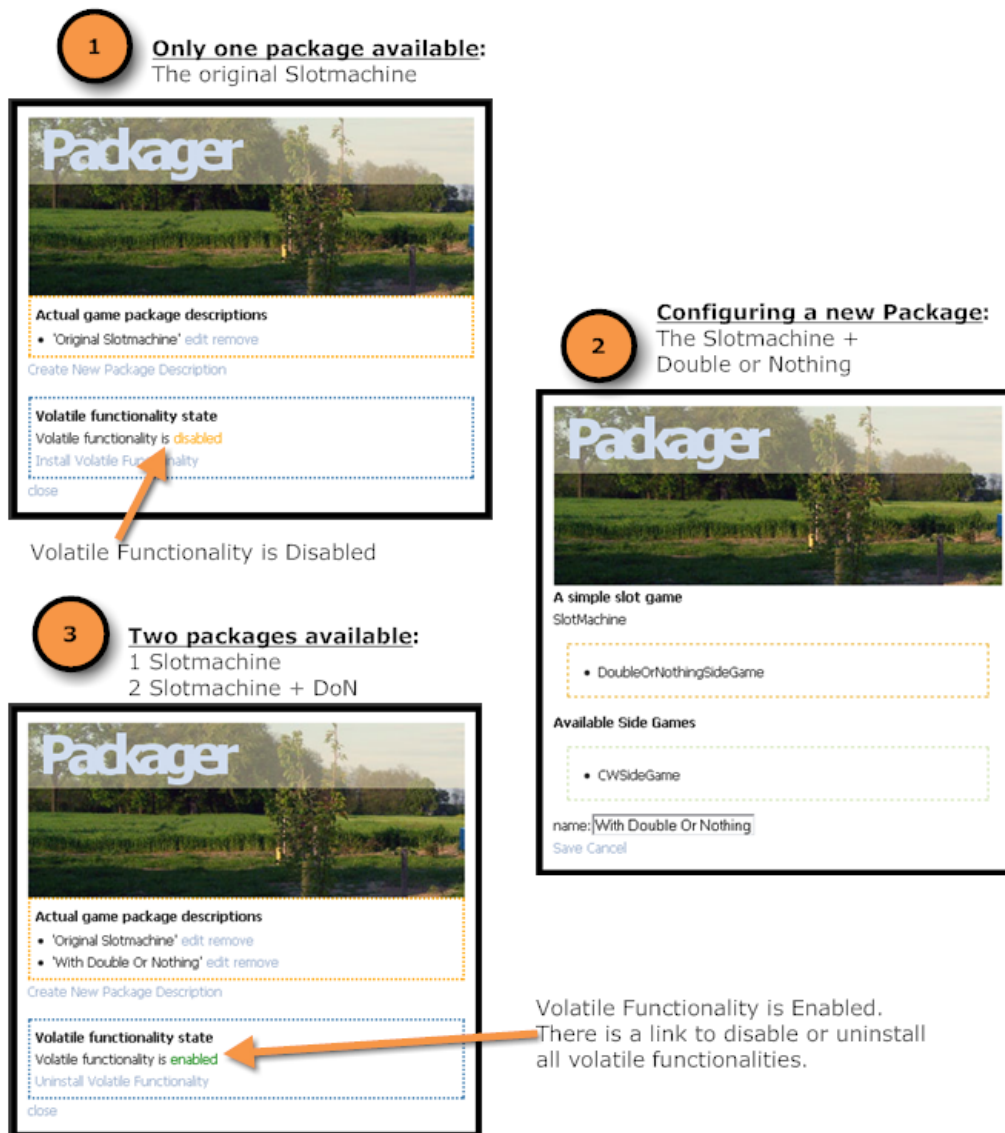 1
Only one package available:
The original Slotmachine
Packager
Actual game package descriptions
• 'Original Slotmachine' edit remove
Create New Package Description
Volatile functionality state
Volatile functionality is disabled
Install Volatile Functionality
close
Volatile Functionality is Disabled
2
Configuring a new Package:
The Slotmachine +
Double or Nothing
Packager
A simple slot game
SlotMachine
• DoubleOrNothingSideGame
Available Side Games
• CWSideGame
name: With Double Or Nothing
Save Cancel
3
Two packages available:
1 Slotmachine
2 Slotmachine + DoN
Packager
Actual game package descriptions
• 'Original Slotmachine' edit remove
• 'With Double Or Nothing' edit remove
Create New Package Description
Volatile functionality state
Volatile functionality is enabled
Uninstall Volatile Functionality
close
Volatile Functionality is Enabled.
There is a link to disable or uninstall
all volatile functionalities.